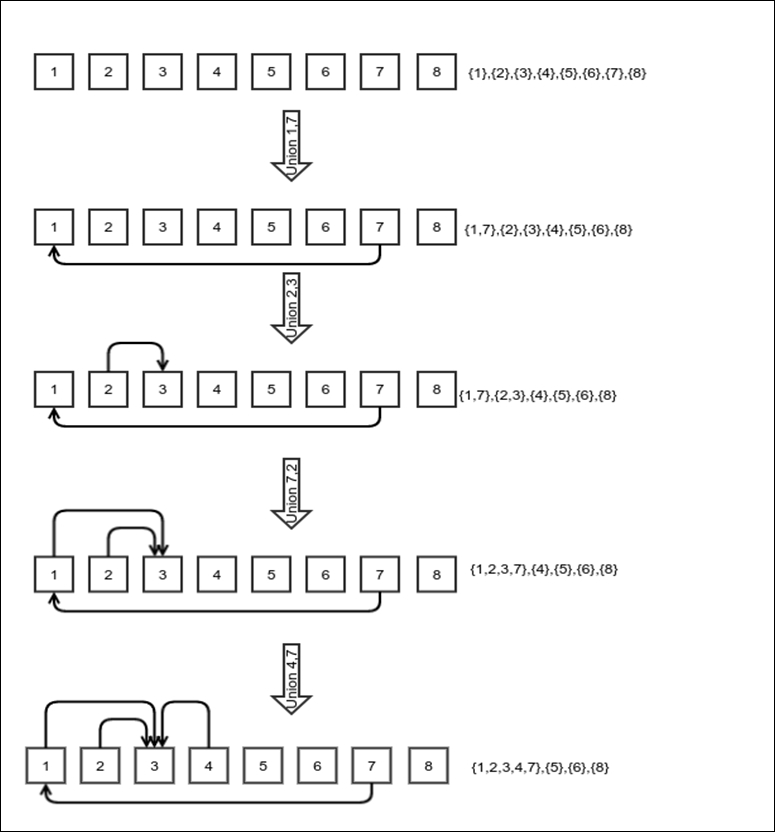 1 2 3 4 5 6 7 8 {1},{2},{3},{4},{5},{6},{7},{8}
Union 1,7
1 2 3 4 5 6 7 8 {1,7},{2},{3},{4},{5},{6},{8}
Union 2,3
1 2 3 4 5 6 7 8 {1,7},{2,3},{4},{5},{6},{8}
Union 7,2
1 2 3 4 5 6 7 8 {1,2,3,7},{4},{5},{6},{8}
Union 4,7
1 2 3 4 5 6 7 8 {1,2,3,4,7},{5},{6},{8}